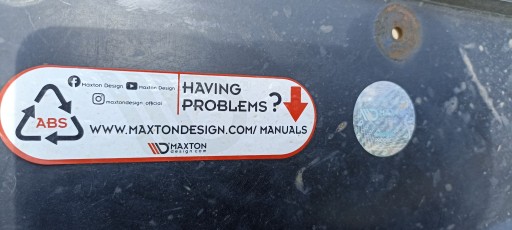 Maxton Design Maxton Design
maxtondesign_official
HAVING
PROBLEMS?
ABS
WWW.MAXTONDESIGN.COM/ MANUALS
MAXTON
design.com